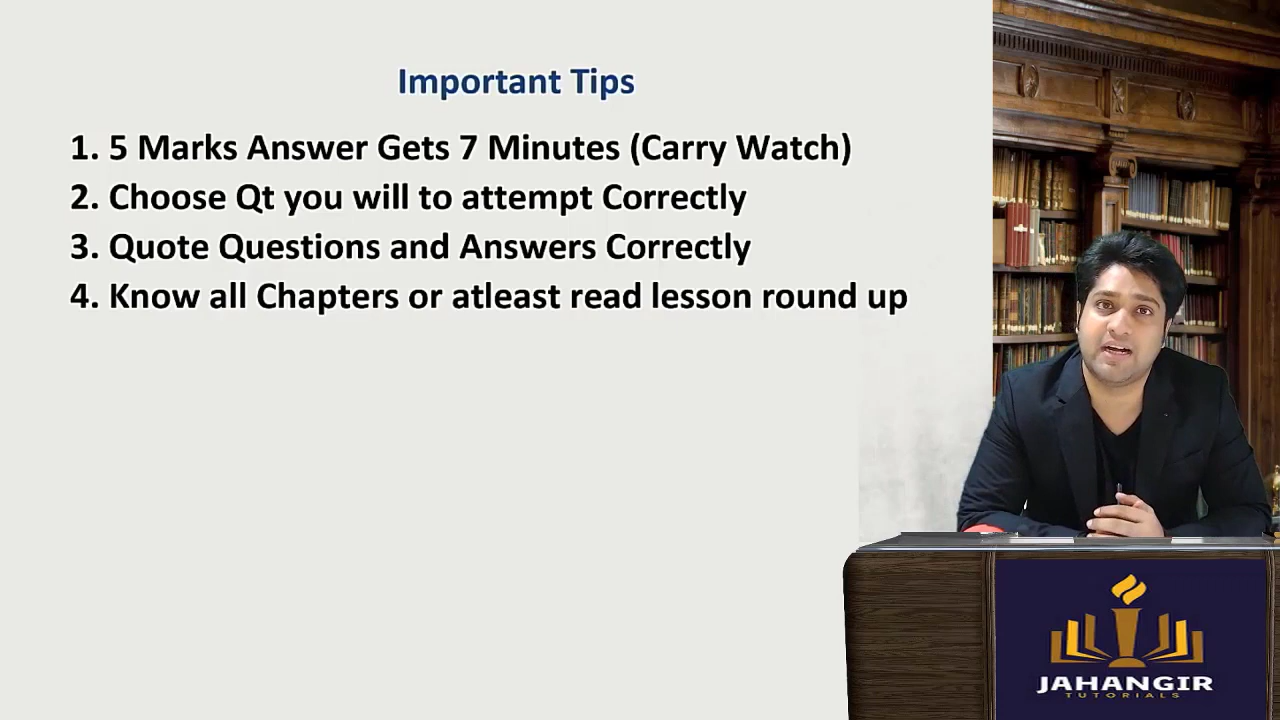 Important Tips
1. 5 Marks Answer Gets 7 Minutes (Carry Watch)
2. Choose Qt you will to attempt Correctly
3. Quote Questions and Answers Correctly
4. Know all Chapters or atleast read lesson round up
JAHANGIR
TUTORIALS